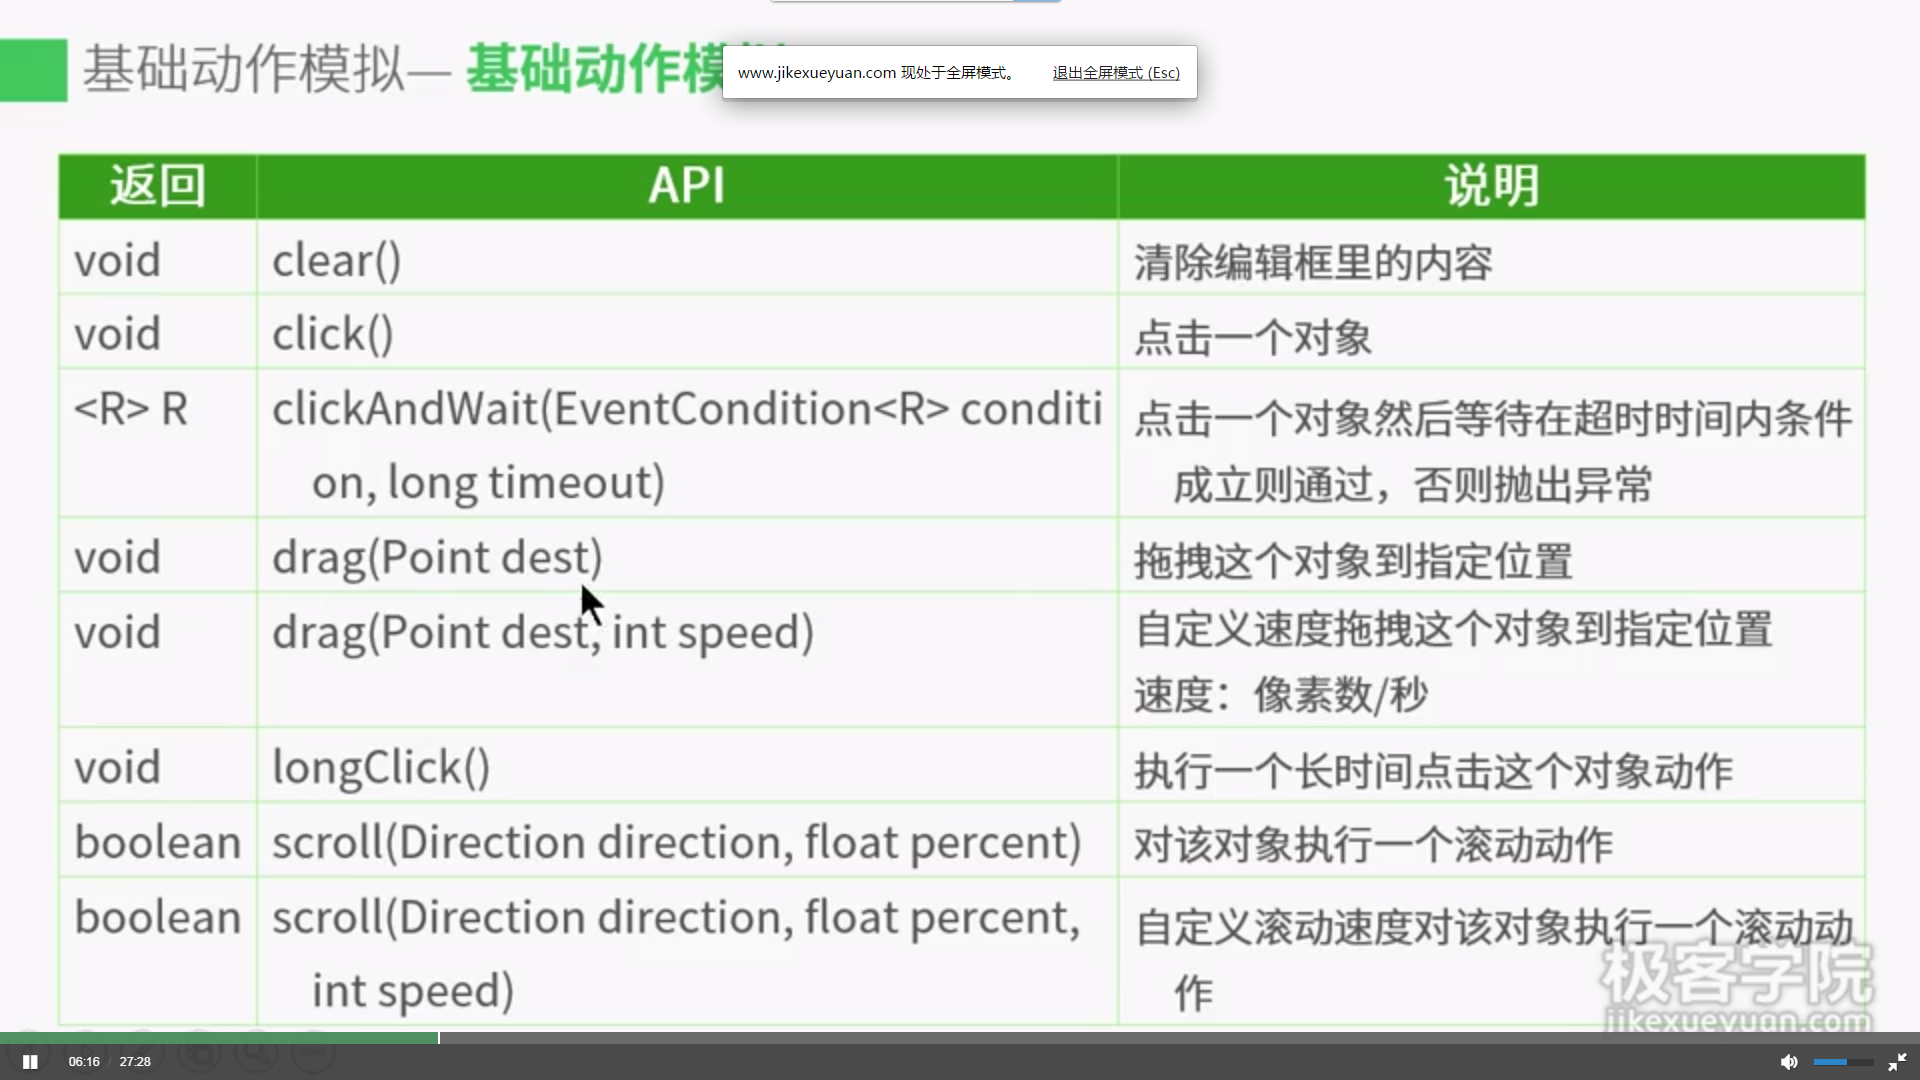 基础动作模拟— 基础动作模
www.jikexueyuan.com 现处于全屏模式。 退出全屏模式 (Esc)
返回 API 说明
void clear() 清除编辑框里的内容
void click() 点击一个对象
<R> R clickAndWait(EventCondition<R> conditi 点击一个对象然后等待在超时时间内条件
on, long timeout) 成立则通过，否则抛出异常
void drag(Point dest) 拖拽这个对象到指定位置
void drag(Point dest, int speed) 自定义速度拖拽这个对象到指定位置
速度：像素数/秒
void longClick() 执行一个长时间点击这个对象动作
boolean scroll(Direction direction, float percent) 对该对象执行一个滚动动作
boolean scroll(Direction direction, float percent, 自定义滚动速度对该对象执行一个滚动动
int speed) 作
极客学院
jikexueyuan.com
06:16 27:28